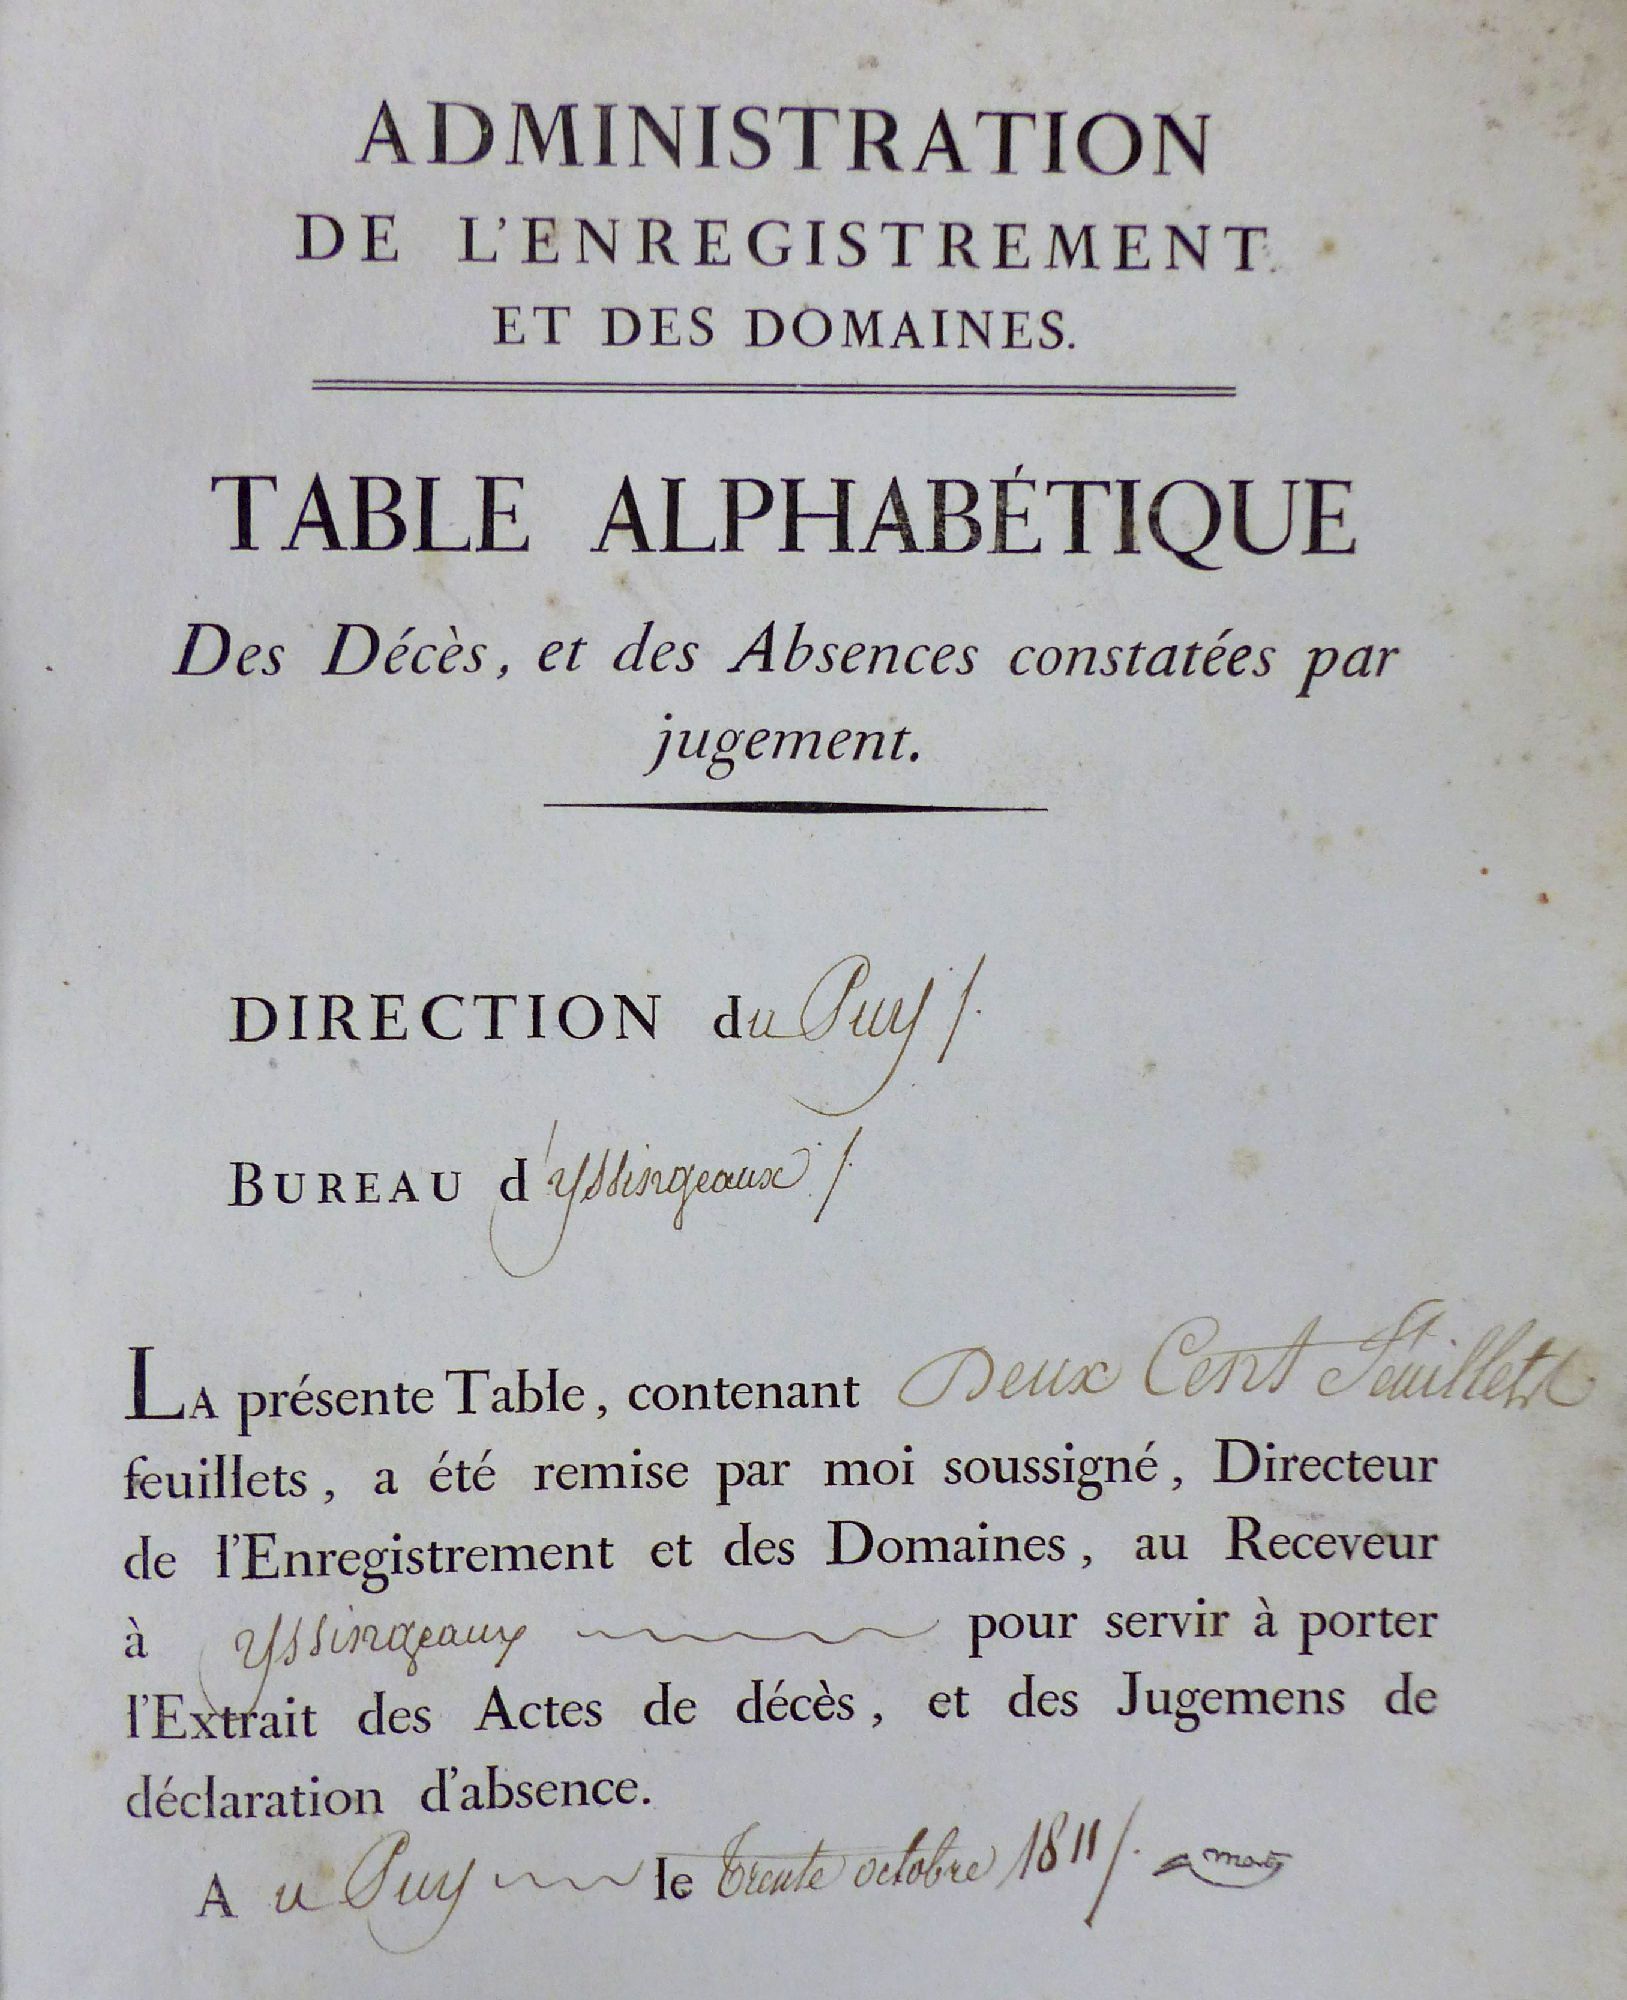 ADMINISTRATION
DE L'ENREGISTREMENT
ET DES DOMAINES.
TABLE ALPHABÉTIQUE
Des Décès, et des Absences constatées par
jugement.
DIRECTION du Puy /.
BUREAU d'yssingeaux /.
LA présente Table, contenant Deux Cent Feuillets
feuillets, a été remise par moi soussigné, Directeur
de l'Enregistrement et des Domaines, au Receveur
à yssingeaux pour servir à porter
l'Extrait des Actes de décès, et des Jugemens de
déclaration d'absence.
A u Puy le trente octobre 1811 /.